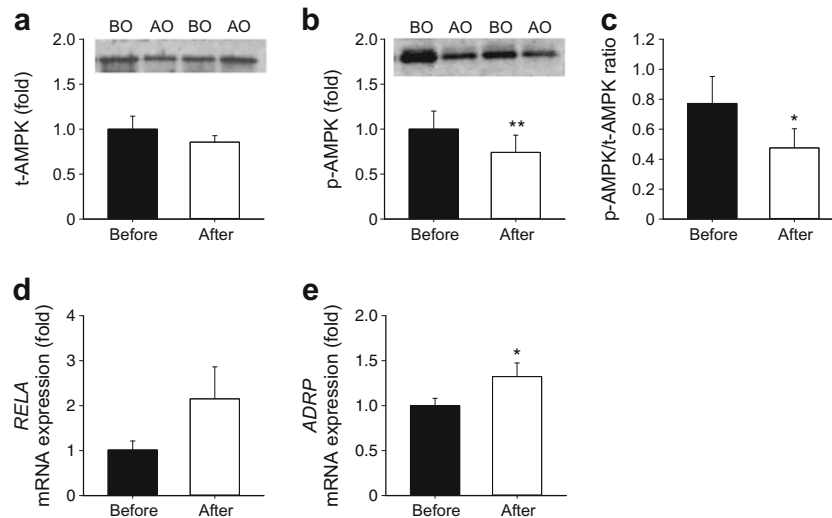 a
BO AO BO AO
t-AMPK (fold)
2.0
1.5
1.0
0.5
0
Before After
b
BO AO BO AO
p-AMPK (fold)
2.0
1.5
1.0
0.5
0
**
Before After
c
p-AMPK/t-AMPK ratio
1.2
1.0
0.8
0.6
0.4
0.2
0
*
Before After
d
RELA
mRNA expression (fold)
4
3
2
1
0
Before After
e
ADRP
mRNA expression (fold)
2.0
1.5
1.0
0.5
0
*
Before After